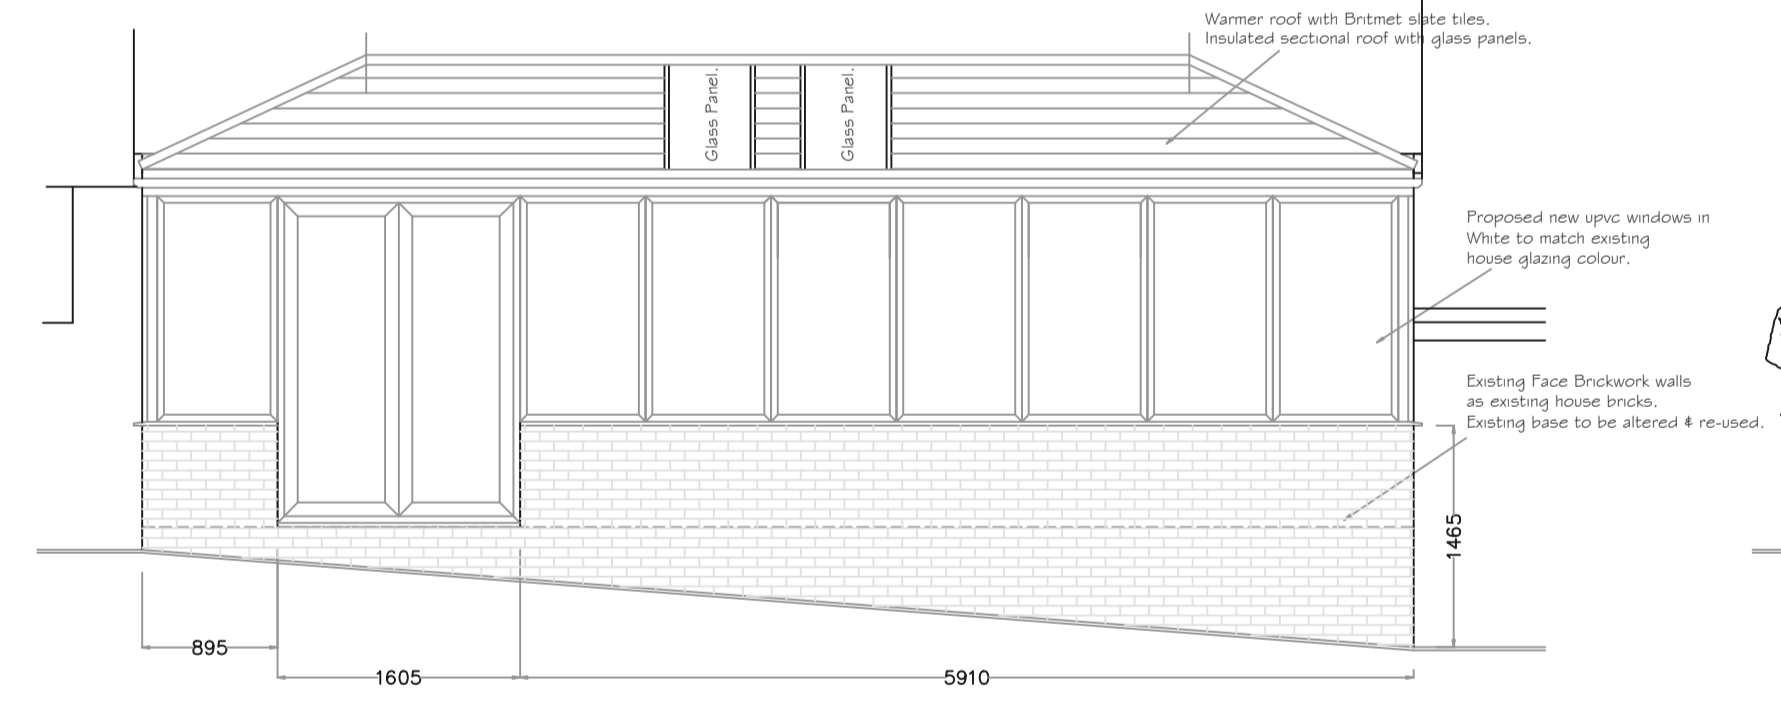 Warmer roof with Britmet slate tiles.
Insulated sectional roof with glass panels.
Glass Panel.
Glass Panel.
Proposed new upvc windows in
White to match existing
house glazing colour.
Existing Face Brickwork walls
as existing house bricks.
Existing base to be altered & re-used.
1465
895
1605
5910